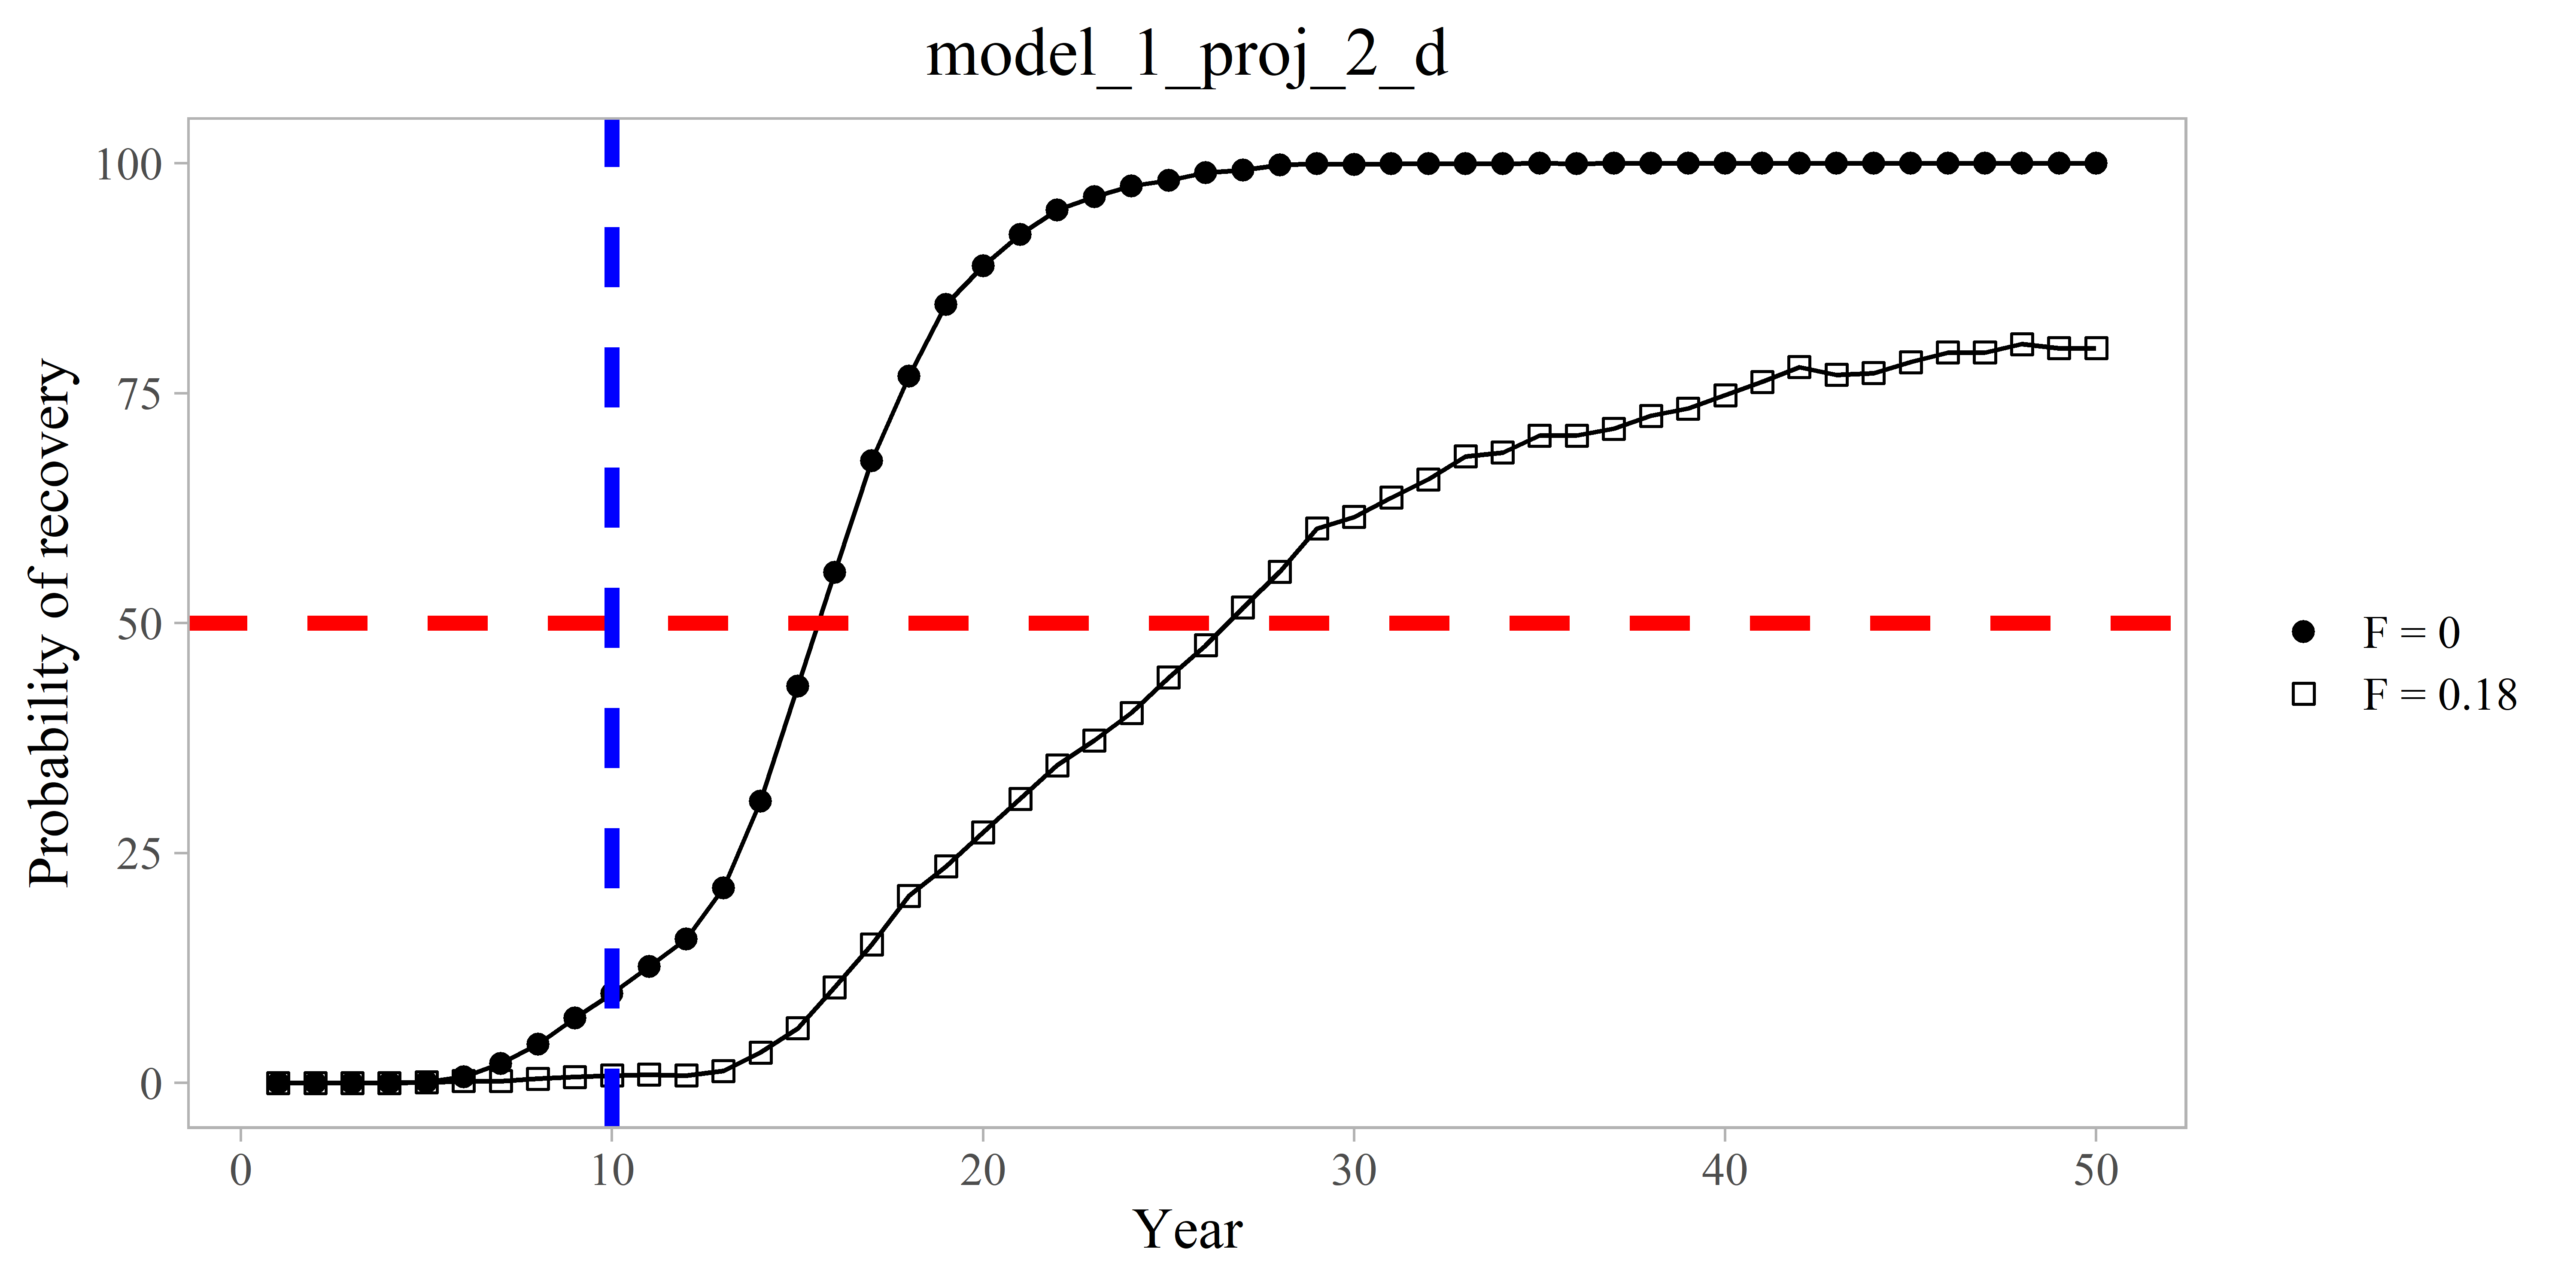 model_1_proj_2_d
Probability of recovery
100
75
50
25
0
0 10 20 30 40 50
Year
F = 0
F = 0.18